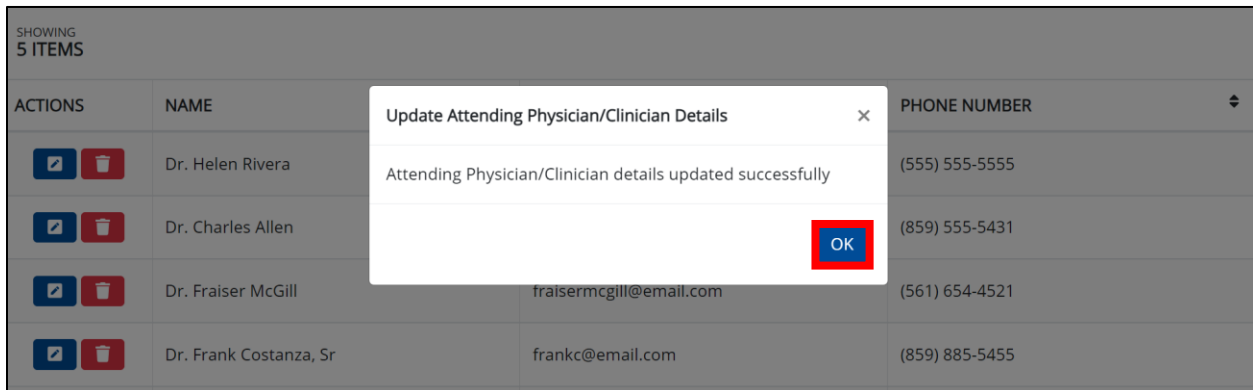 SHOWING
5 ITEMS
ACTIONS NAME PHONE NUMBER
Update Attending Physician/Clinician Details ×
Dr. Helen Rivera (555) 555-5555
Attending Physician/Clinician details updated successfully
Dr. Charles Allen (859) 555-5431
OK
Dr. Fraiser McGill fraisermcgill@email.com (561) 654-4521
Dr. Frank Costanza, Sr frankc@email.com (859) 885-5455